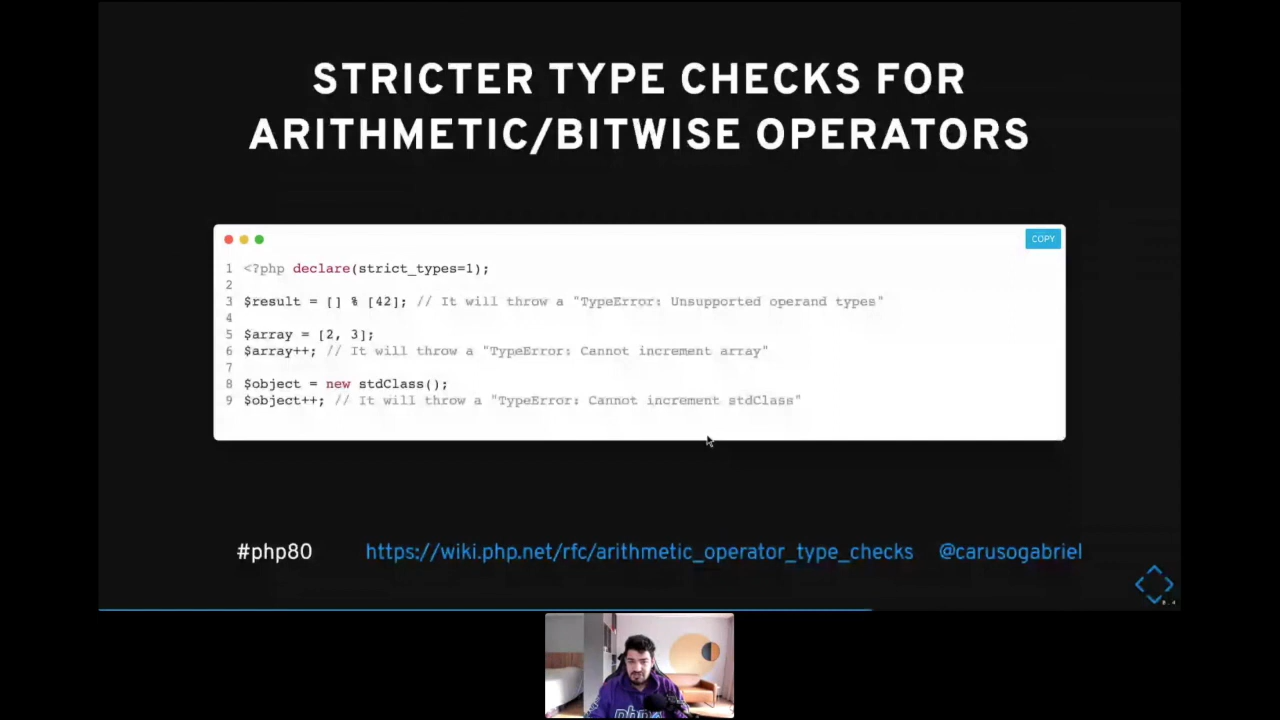 STRICTER TYPE CHECKS FOR
ARITHMETIC/BITWISE OPERATORS
COPY
1 <?php declare(strict_types=1);
2
3 $result = [] % [42]; // It will throw a "TypeError: Unsupported operand types"
4
5 $array = [2, 3];
6 $array++; // It will throw a "TypeError: Cannot increment array"
7
8 $object = new stdClass();
9 $object++; // It will throw a "TypeError: Cannot increment stdClass"
#php80 https://wiki.php.net/rfc/arithmetic_operator_type_checks @carusogabriel
php